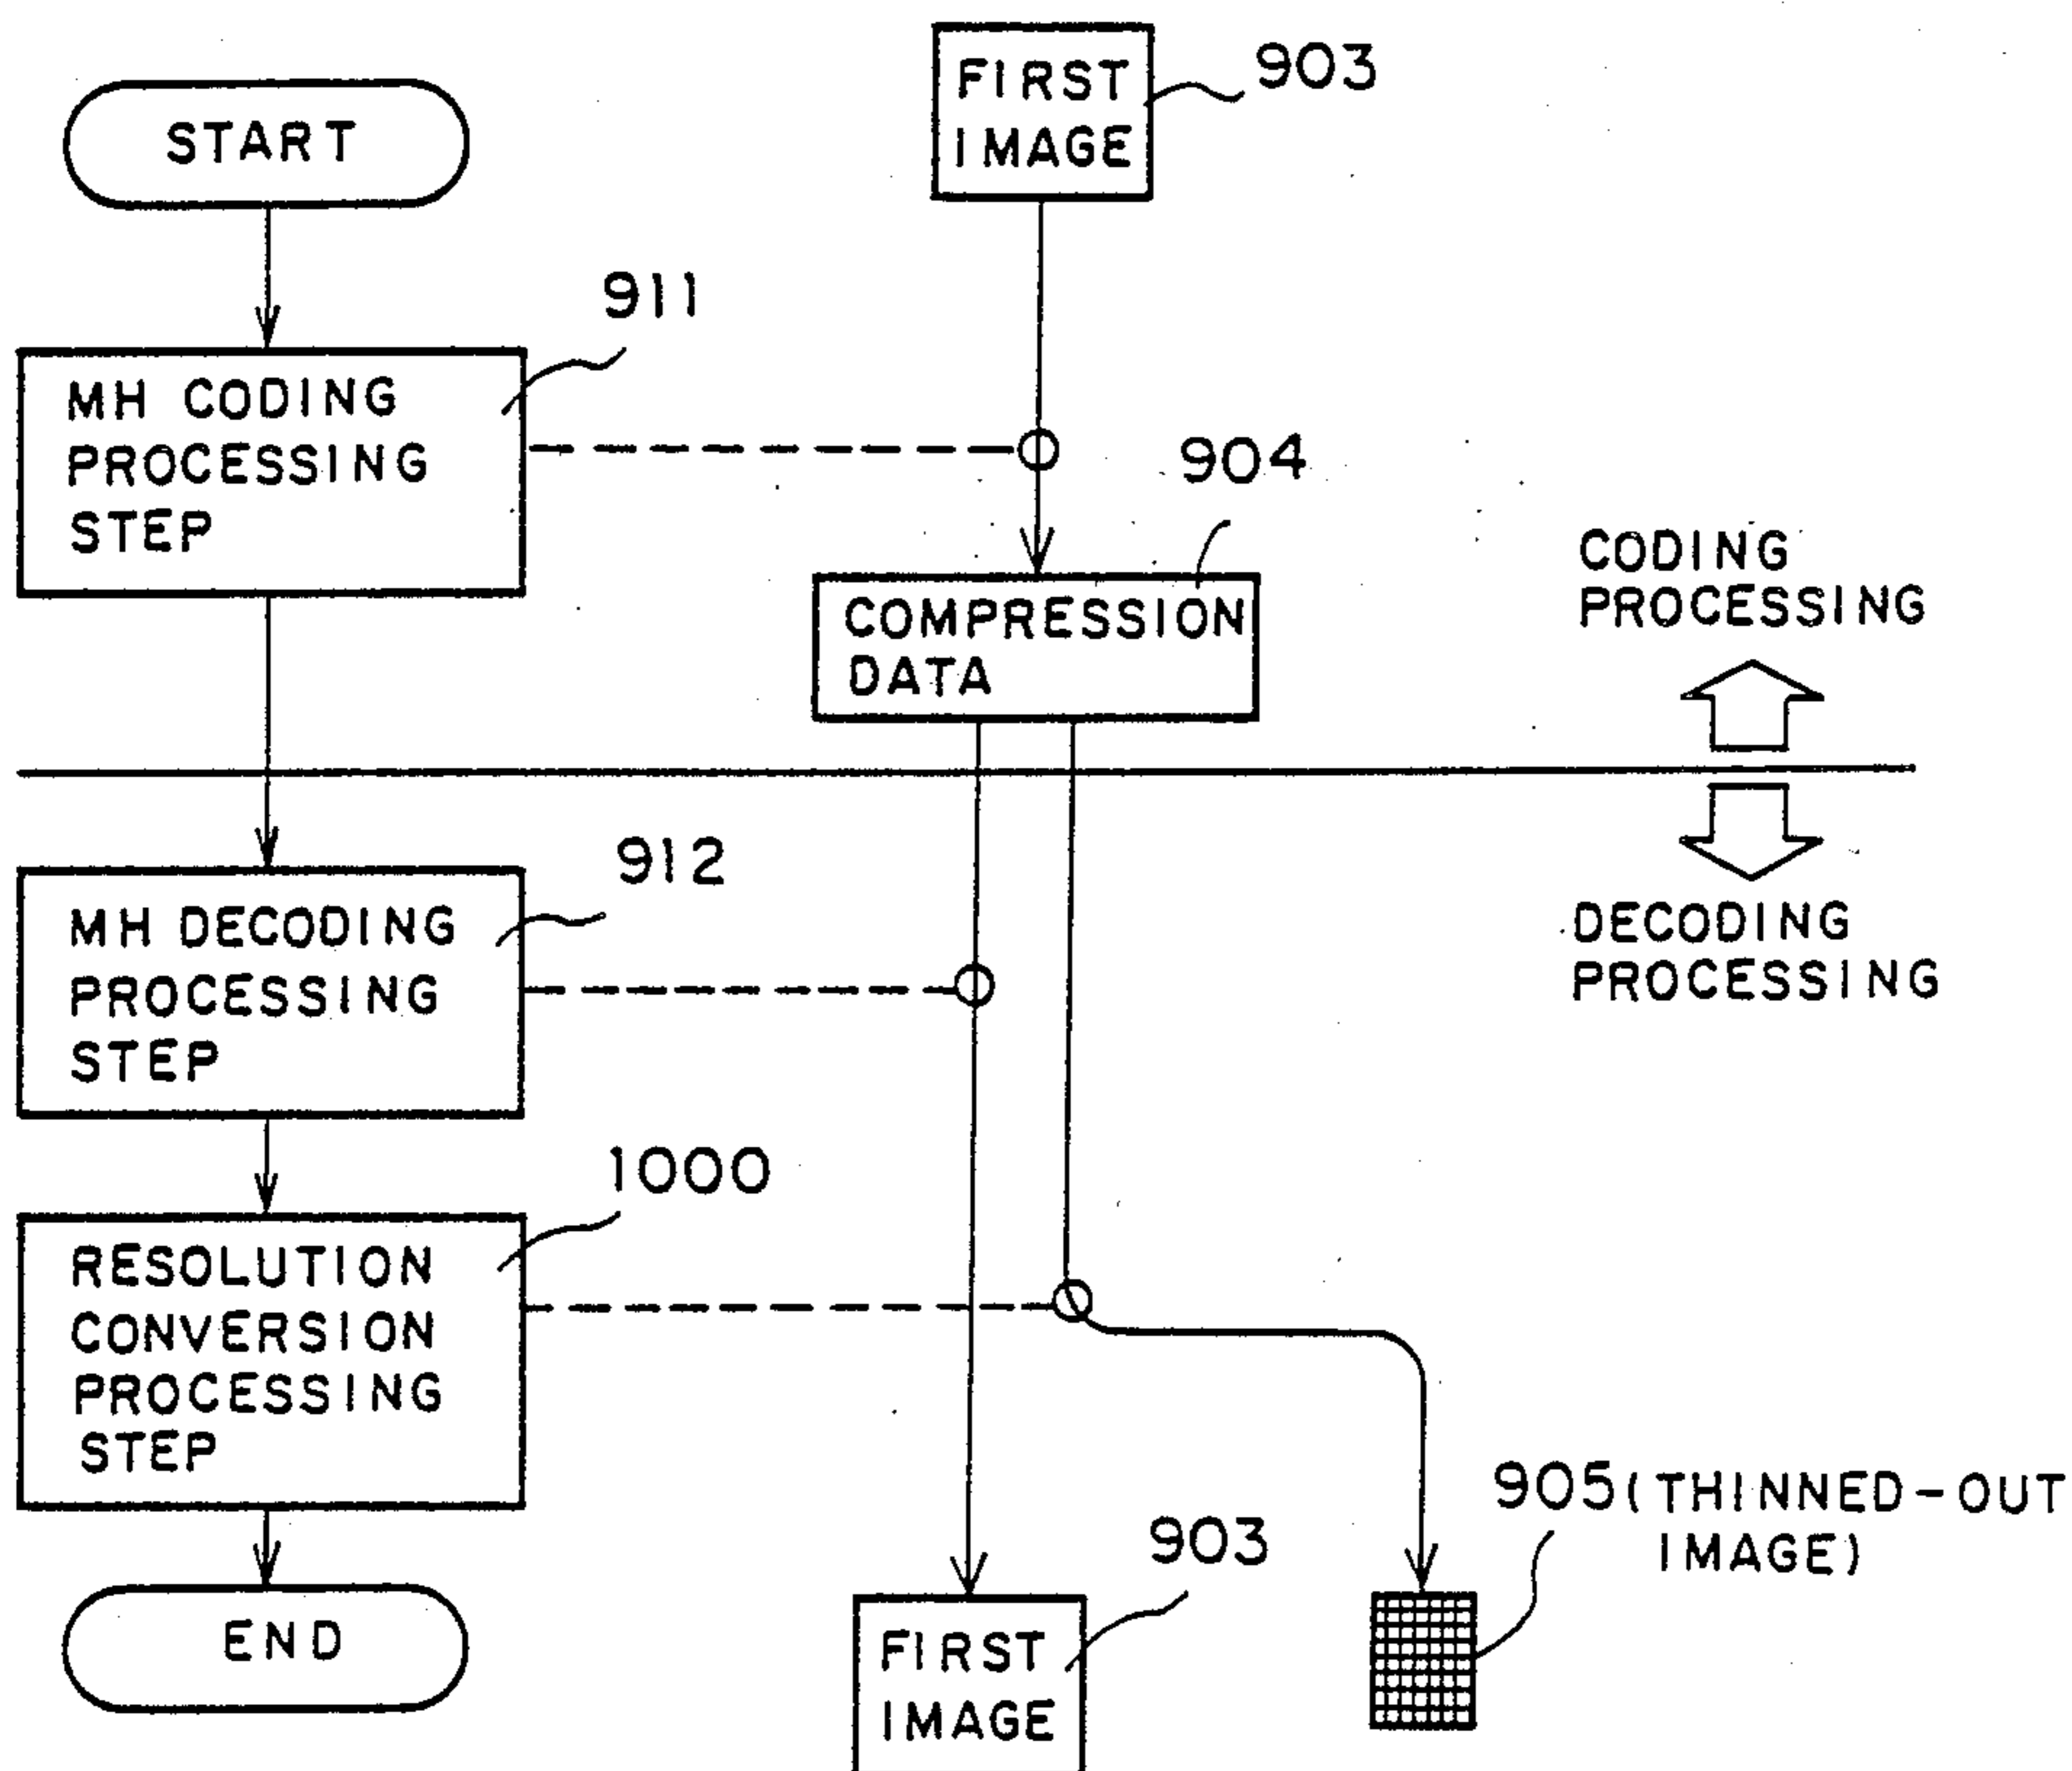 START
FIRST
IMAGE
903
911
MH CODING
PROCESSING
STEP
904
COMPRESSION
DATA
CODING
PROCESSING
DECODING
PROCESSING
912
MH DECODING
PROCESSING
STEP
1000
RESOLUTION
CONVERSION
PROCESSING
STEP
905 (THINNED-OUT
IMAGE)
END
903
FIRST
IMAGE